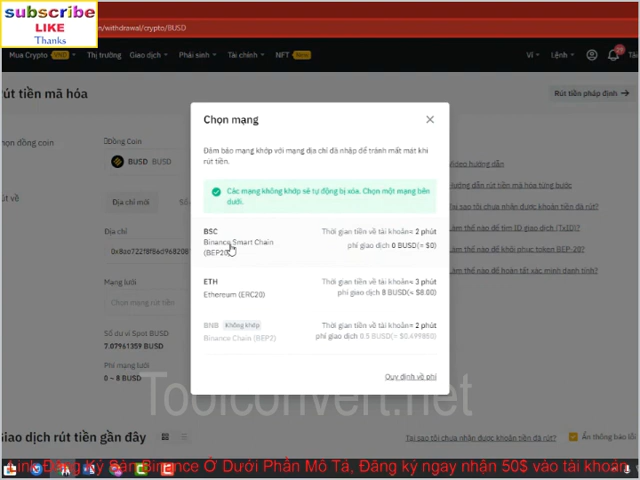 subscribe
LIKE
Thanks
n/withdrawal/crypto/BUSD
Mua Crypto
Thị trường
Giao dịch
Phái sinh
Tài chính
NFT
New
Ví
Lệnh
rút tiền mã hóa
Rút tiền pháp định
họn đồng coin
Đồng Coin
BUSD BUSD
Địa chỉ mới
Địa chỉ
Mạng lưới
Chọn mạng rút tiền
Số dư ví Spot BUSD
7.07961359 BUSD
Phí mạng lưới
0 ~ 8 BUSD
Chọn mạng
Đảm bảo mạng khớp với mạng địa chỉ đã nhập để tránh mất mát khi
rút tiền.
Các mạng không khớp sẽ tự động bị xóa. Chọn một mạng bên
dưới.
BSC
Binance Smart Chain
(BEP20)
Thời gian tiền về tài khoản≈ 2 phút
phí giao dịch 0 BUSD(≈ $0)
ETH
Ethereum (ERC20)
Thời gian tiền về tài khoản≈ 3 phút
phí giao dịch 8 BUSD(≈ $8.00)
BNB Không khớp
Binance Chain (BEP2)
Thời gian tiền về tài khoản≈ 2 phút
phí giao dịch 0.5 BUSD(≈ $0.499850)
Quy định về phí
Video hướng dẫn
ướng dẫn rút tiền mã hóa từng bước
ại sao tôi chưa nhận được khoản tiền đã rút?
àm thế nào để tìm ID giao dịch (TxID)?
àm thế nào để khôi phục token BEP-20?
àm thế nào để hoàn tất xác minh danh tính?
Toolconvert.net
Giao dịch rút tiền gần đây
Tại sao tôi chưa nhận được khoản tiền đã rút?
Ẩn thông báo lỗi
Link Đăng Ký Sàn Binance Ở Dưới Phần Mô Tả, Đăng ký ngay nhận 50$ vào tài khoản